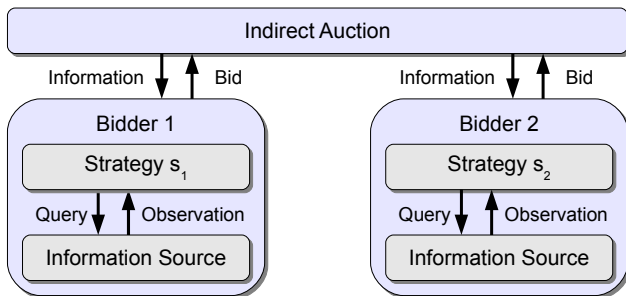 Indirect Auction
Information Bid Information Bid
Bidder 1 Bidder 2
Strategy s1 Strategy s2
Query Observation Query Observation
Information Source Information Source